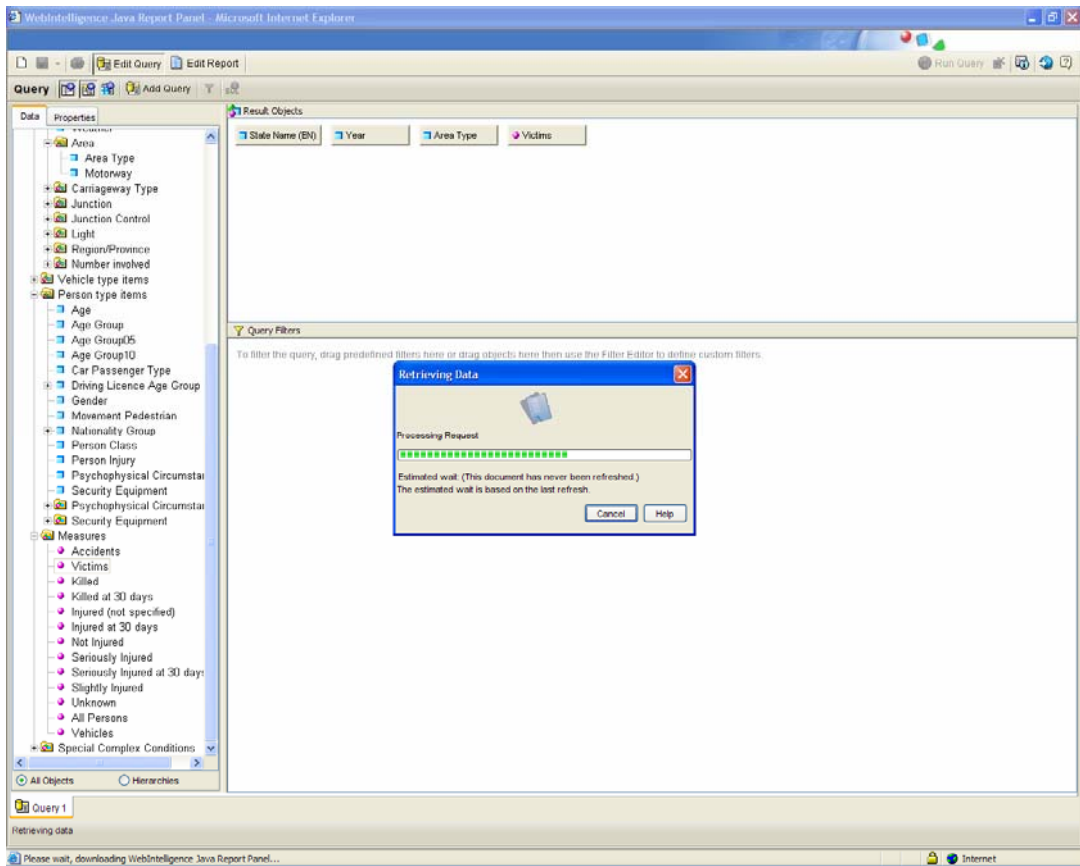 WebIntelligence Java Report Panel - Microsoft Internet Explorer
Edit Query Edit Report Run Query
Query Add Query
Data Properties
Result Objects
State Name (EN) Year Area Type Victims
Weather
Area
Area Type
Motorway
Carriageway Type
Junction
Junction Control
Light
Region/Province
Number involved
Vehicle type items
Person type items
Age
Age Group
Age Group05
Age Group10
Car Passenger Type
Driving Licence Age Group
Gender
Movement Pedestrian
Nationality Group
Person Class
Person Injury
Psychophysical Circumstar
Security Equipment
Psychophysical Circumstar
Security Equipment
Measures
Accidents
Victims
Killed
Killed at 30 days
Injured (not specified)
Injured at 30 days
Not Injured
Seriously Injured
Seriously Injured at 30 days
Slightly Injured
Unknown
All Persons
Vehicles
Special Complex Conditions
All Objects Hierarchies
Query Filters
To filter the query, drag predefined filters here or drag objects here then use the Filter Editor to define custom filters.
Retrieving Data
Processing Request
Estimated wait: (This document has never been refreshed.)
The estimated wait is based on the last refresh.
Cancel Help
Query 1
Retrieving data
Please wait, downloading WebIntelligence Java Report Panel...
Internet